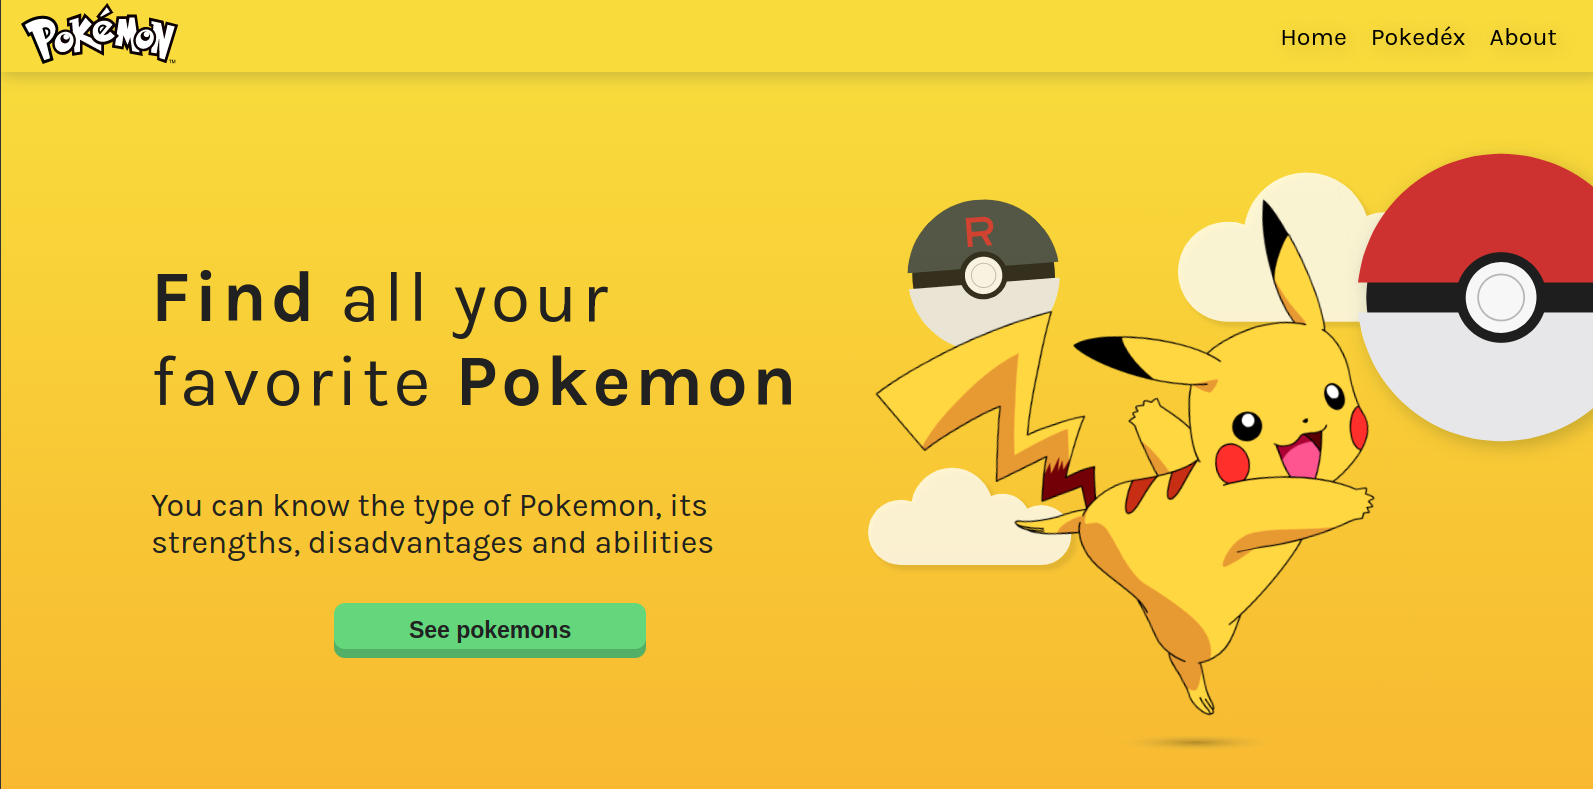 POKéMON
TM
Home Pokedéx About
R
Find all your
favorite Pokemon
You can know the type of Pokemon, its
strengths, disadvantages and abilities
See pokemons